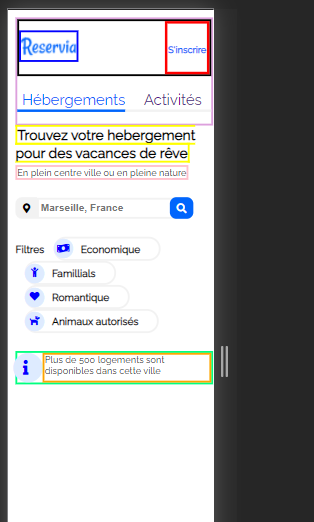 Reservia
S'inscrire
Hébergements Activités
Trouvez votre hebergement
pour des vacances de rêve
En plein centre ville ou en pleine nature
Marseille, France
Filtres Economique
Familliales
Romantique
Animaux autorisés
Plus de 500 logements sont
disponibles dans cette ville